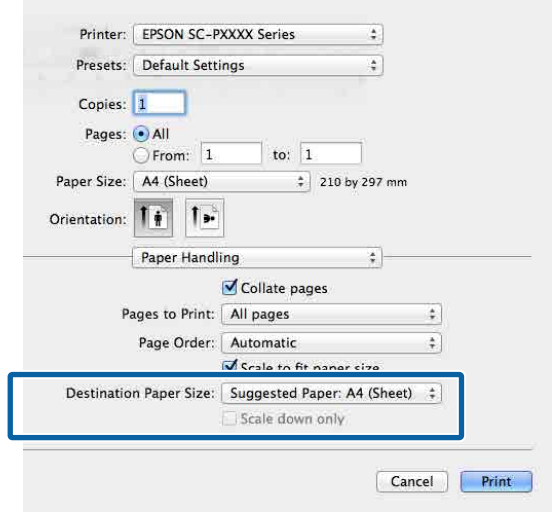 Printer: EPSON SC-PXXXX Series
Presets: Default Settings
Copies: 1
Pages: All
From: 1 to: 1
Paper Size: A4 (Sheet) 210 by 297 mm
Orientation:
Paper Handling
Collate pages
Pages to Print: All pages
Page Order: Automatic
Scale to fit paper size
Destination Paper Size: Suggested Paper: A4 (Sheet)
Scale down only
Cancel Print